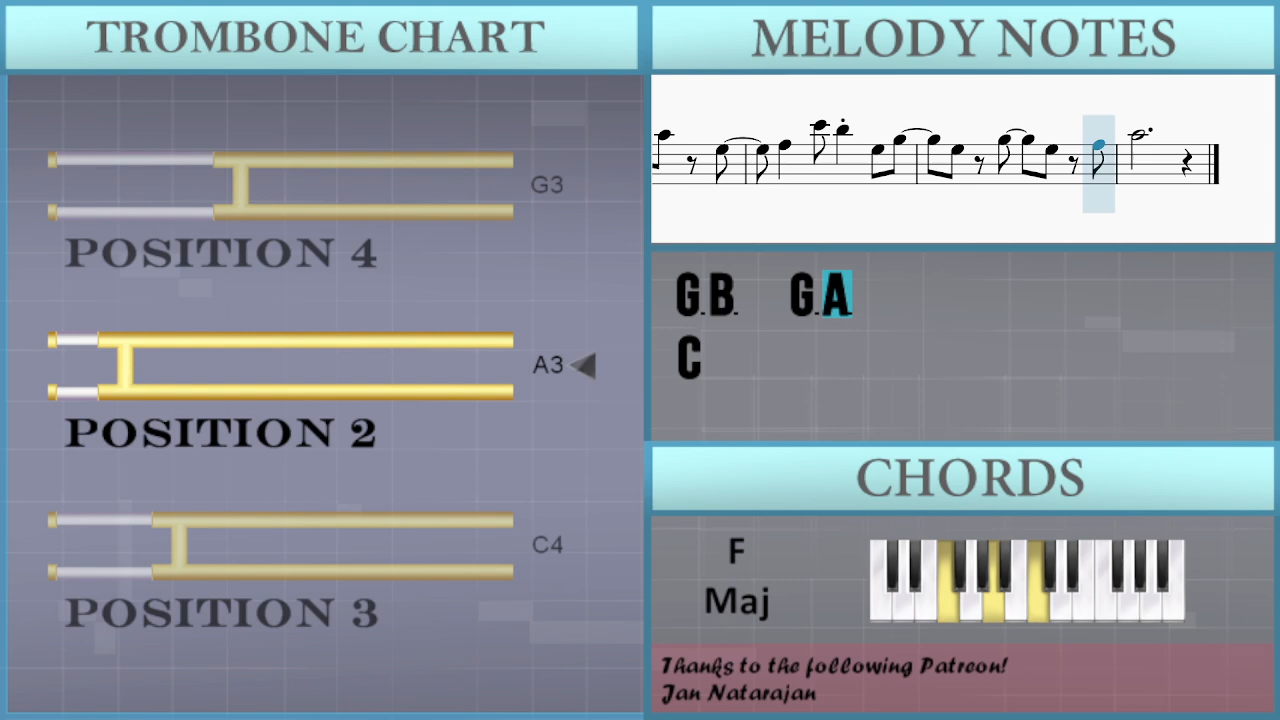 TROMBONE CHART
G3
POSITION 4
A3
POSITION 2
C4
POSITION 3
MELODY NOTES
G.B. G.A
C
CHORDS
F
Maj
Thanks to the following Patreon!
Jan Natarajan